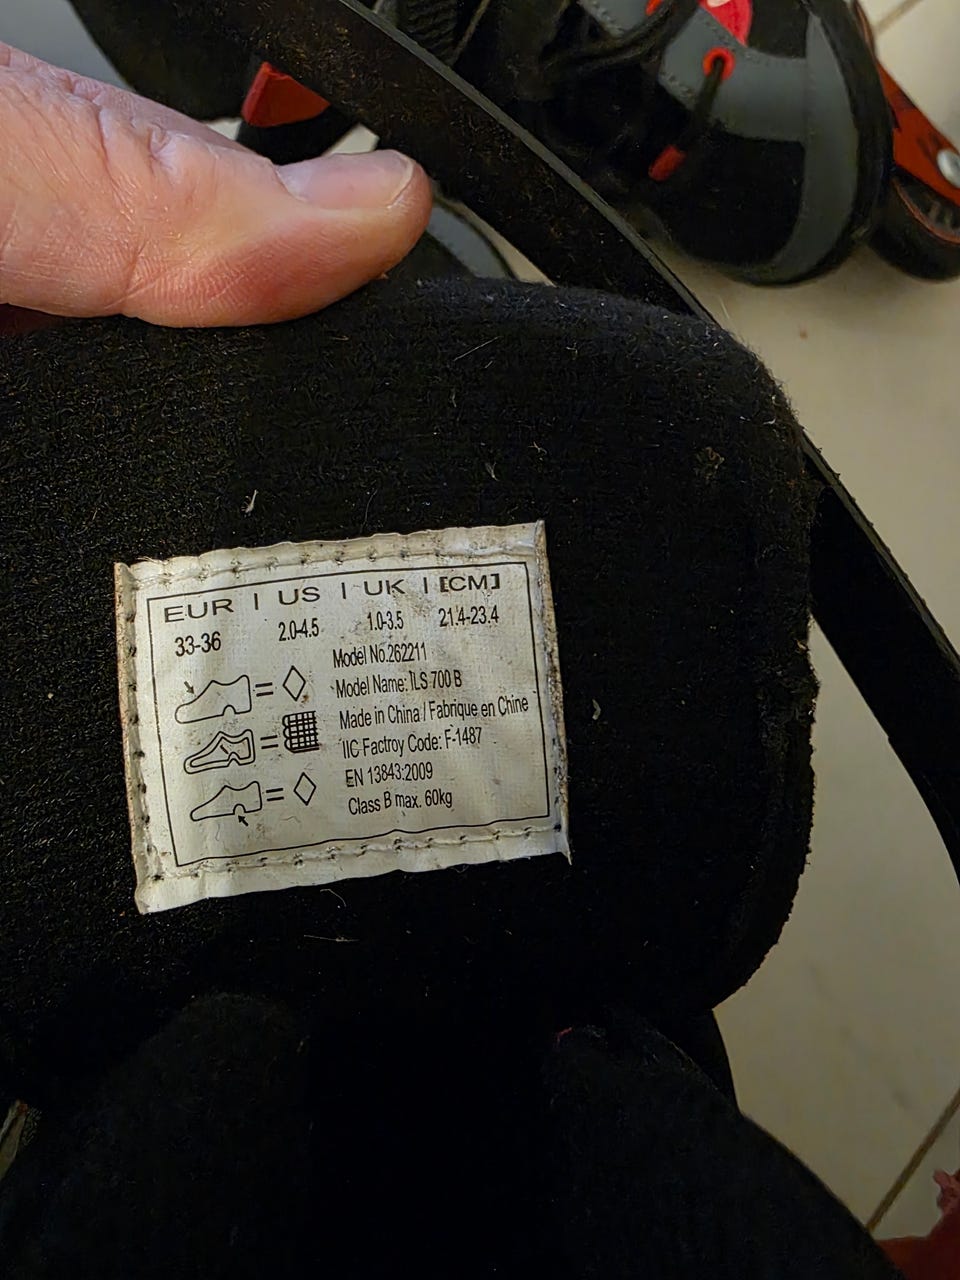 EUR | US | UK | [CM]
33-36 2.0-4.5 1.0-3.5 21.4-23.4
Model No.262211
Model Name: ILS 700 B
Made in China / Fabrique en Chine
IIC Factroy Code: F-1487
EN 13843:2009
Class B max. 60kg